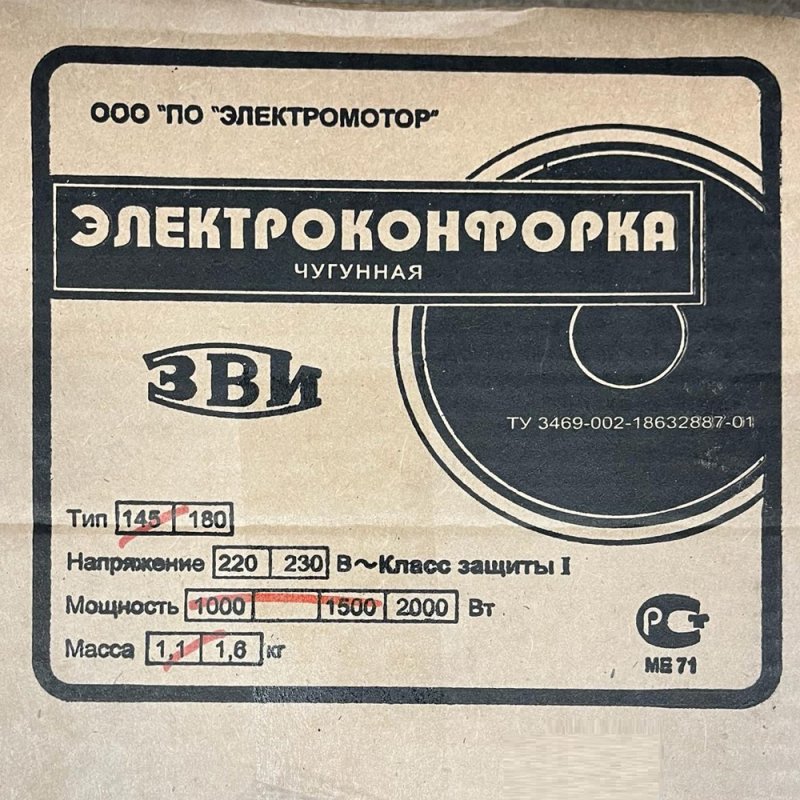 ООО "ПО "ЭЛЕКТРОМОТОР"
ЭЛЕКТРОКОНФОРКА
ЧУГУННАЯ
ЗВИ
ТУ 3469-002-18632887-01
Тип 145 180
Напряжение 220 230 В~Класс защиты I
Мощность 1000 1500 2000 Вт
Масса 1,1 1,6 кг
РСТ
МЕ 71